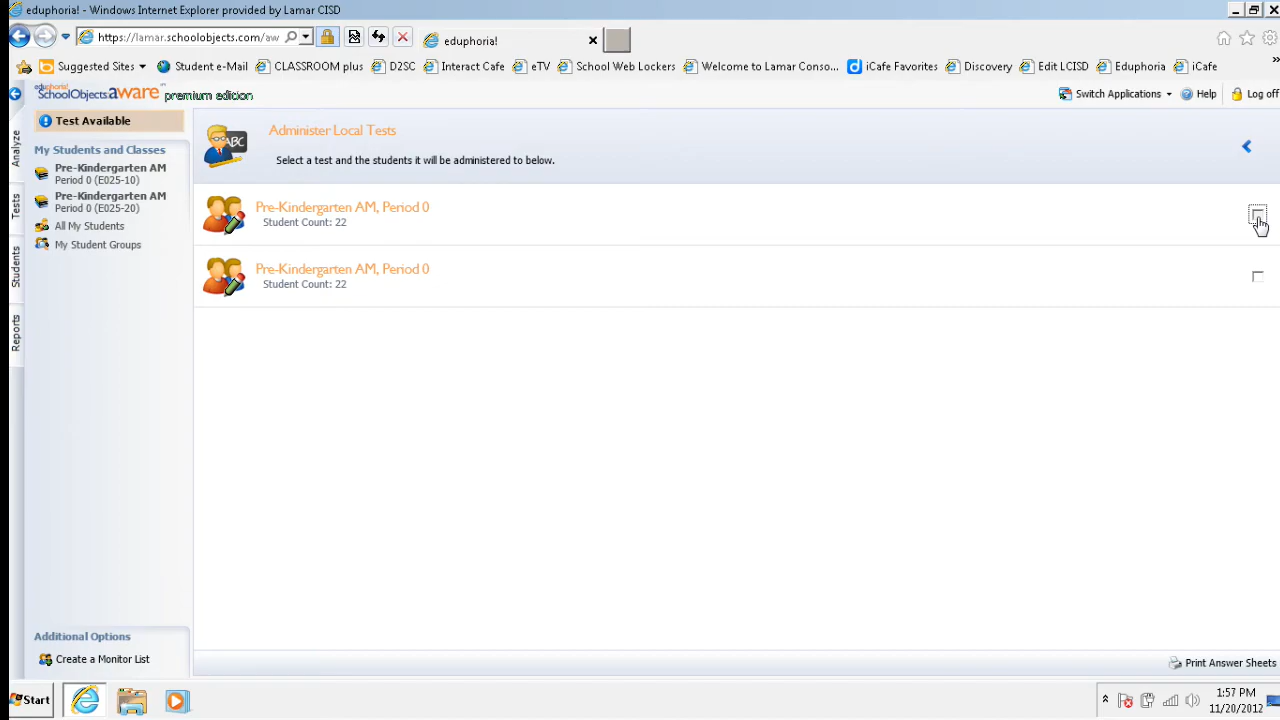 eduphoria! - Windows Internet Explorer provided by Lamar CISD
https://lamar.schoolobjects.com/aw
eduphoria!
Suggested Sites
Student e-Mail
CLASSROOM plus
D2SC
Interact.Cafe
eTV
School Web Lockers
Welcome to Lamar Conso...
iCafe Favorites
Discovery
Edit LCISD
Eduphoria
iCafe
eduphoria!
SchoolObjects:aware premium edition
Switch Applications
Help
Log off
Test Available
Analyze
Tests
Students
Reports
My Students and Classes
Pre-Kindergarten AM
Period 0 (E025-10)
Pre-Kindergarten AM
Period 0 (E025-20)
All My Students
My Student Groups
Administer Local Tests
Select a test and the students it will be administered to below.
ABC
Pre-Kindergarten AM, Period 0
Student Count: 22
Pre-Kindergarten AM, Period 0
Student Count: 22
Additional Options
Create a Monitor List
Print Answer Sheets
Start
1:57 PM
11/20/2012